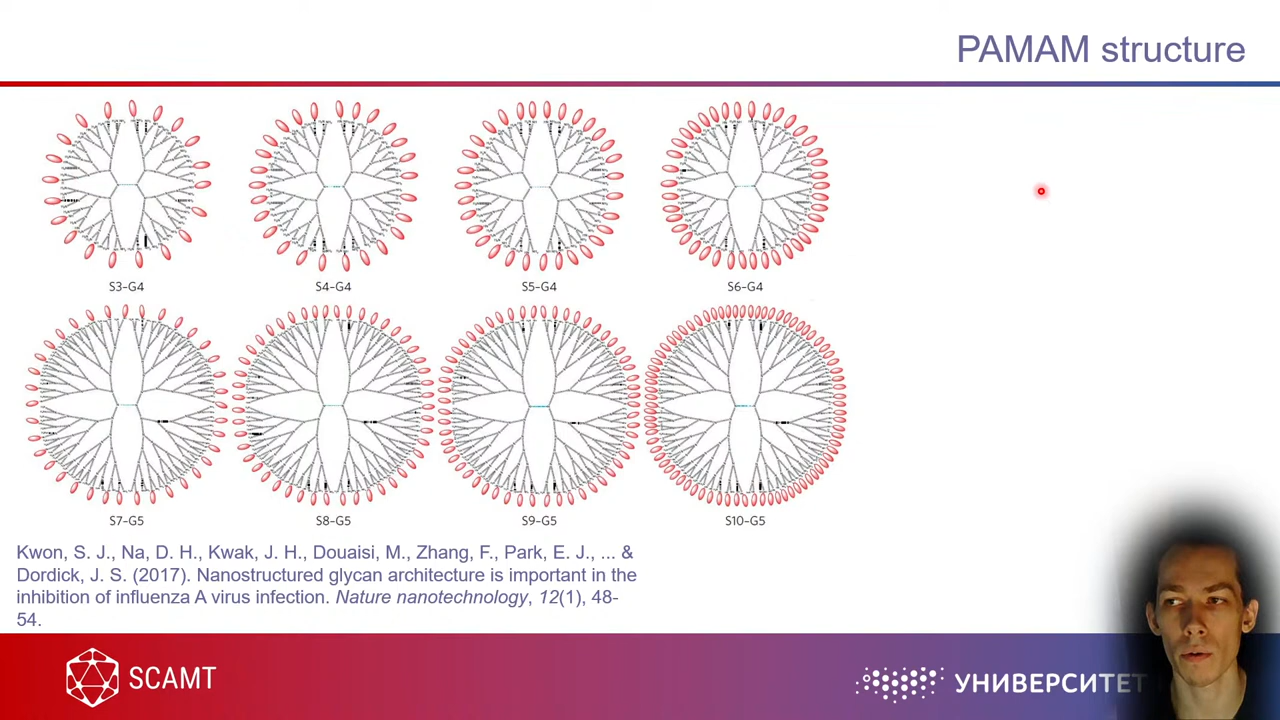 PAMAM structure
S3-G4
S4-G4
S5-G4
S6-G4
S7-G5
S8-G5
S9-G5
S10-G5
Kwon, S. J., Na, D. H., Kwak, J. H., Douaisi, M., Zhang, F., Park, E. J., ... &
Dordick, J. S. (2017). Nanostructured glycan architecture is important in the
inhibition of influenza A virus infection. Nature nanotechnology, 12(1), 48-
54.
SCAMT
УНИВЕРСИТЕТ